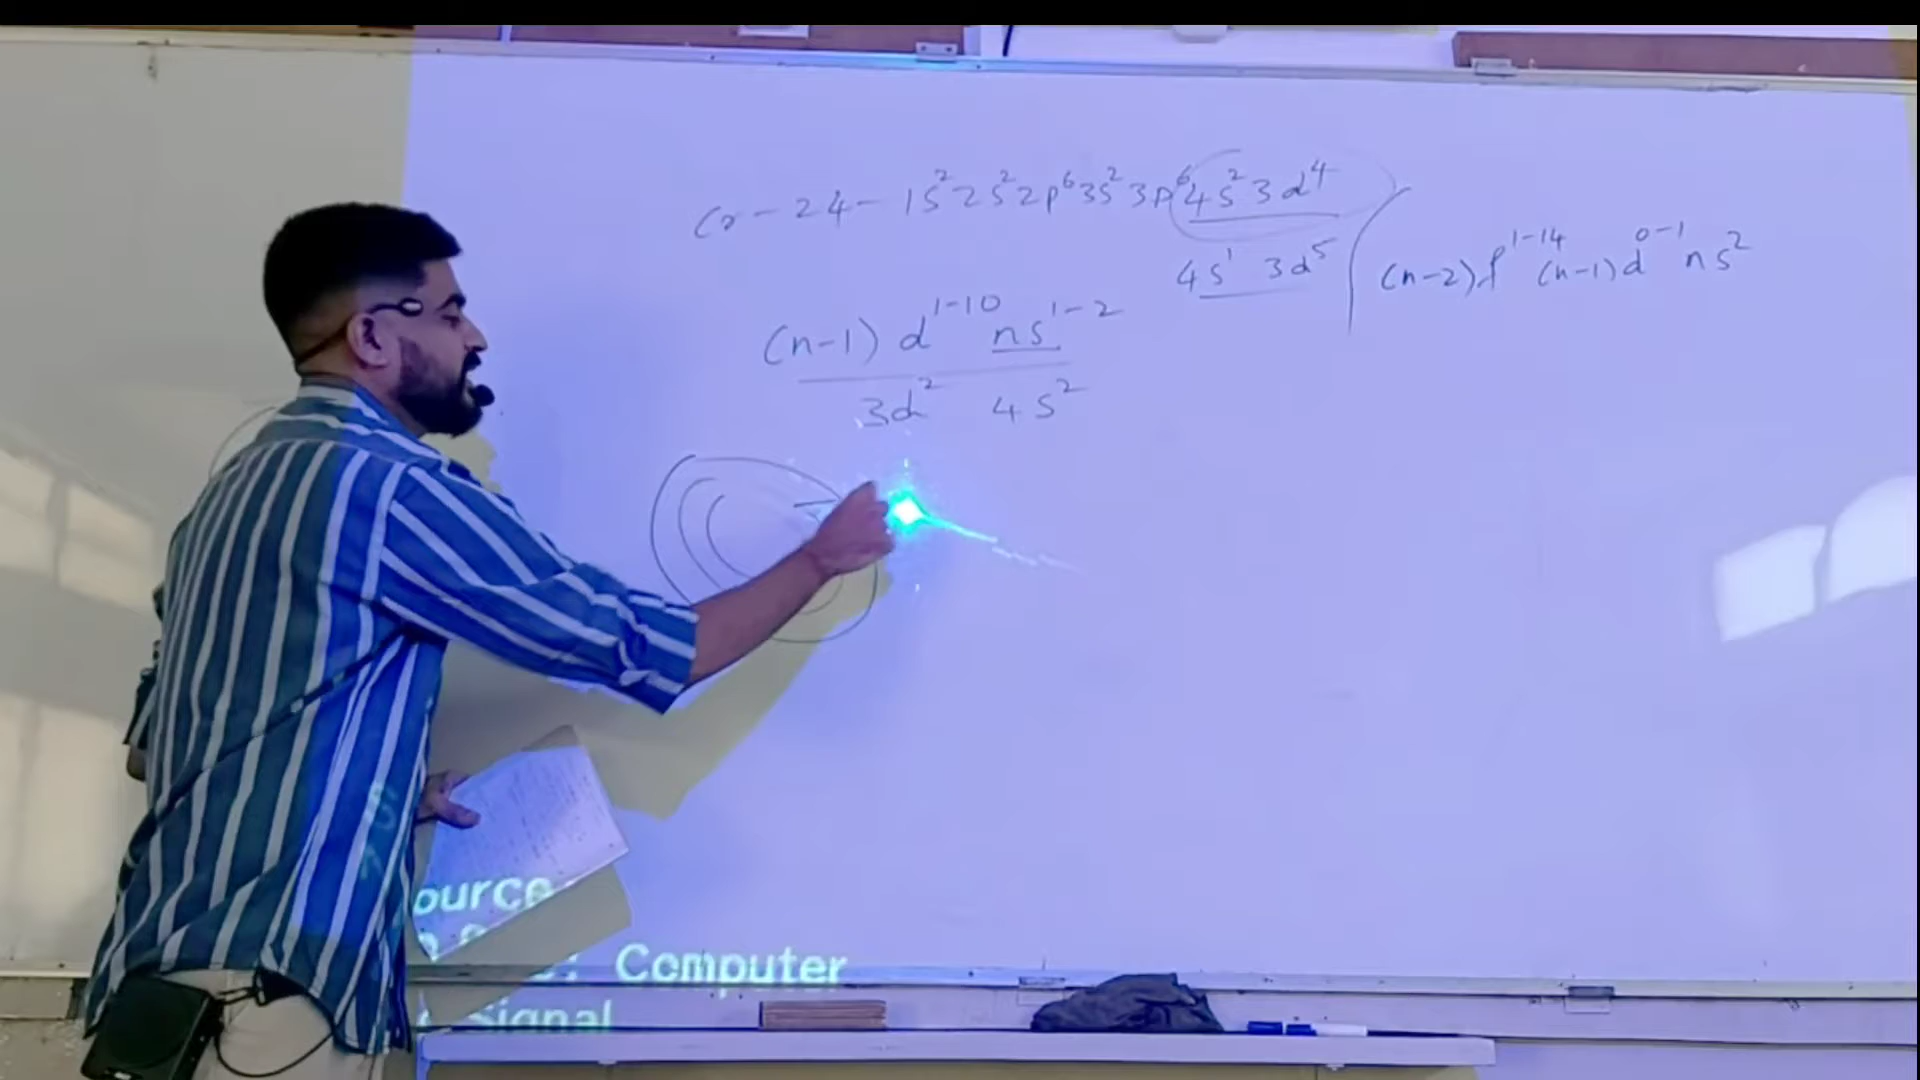 Cr - 24 - 1s² 2s² 2p⁶ 3s² 3p⁶ 4s² 3d⁴
4s¹ 3d⁵
(n-2)f¹⁻¹⁴ (n-1)d⁰⁻¹ ns²
(n-1) d¹⁻¹⁰ ns¹⁻²
3d² 4s²
ource
: Computer
Signal